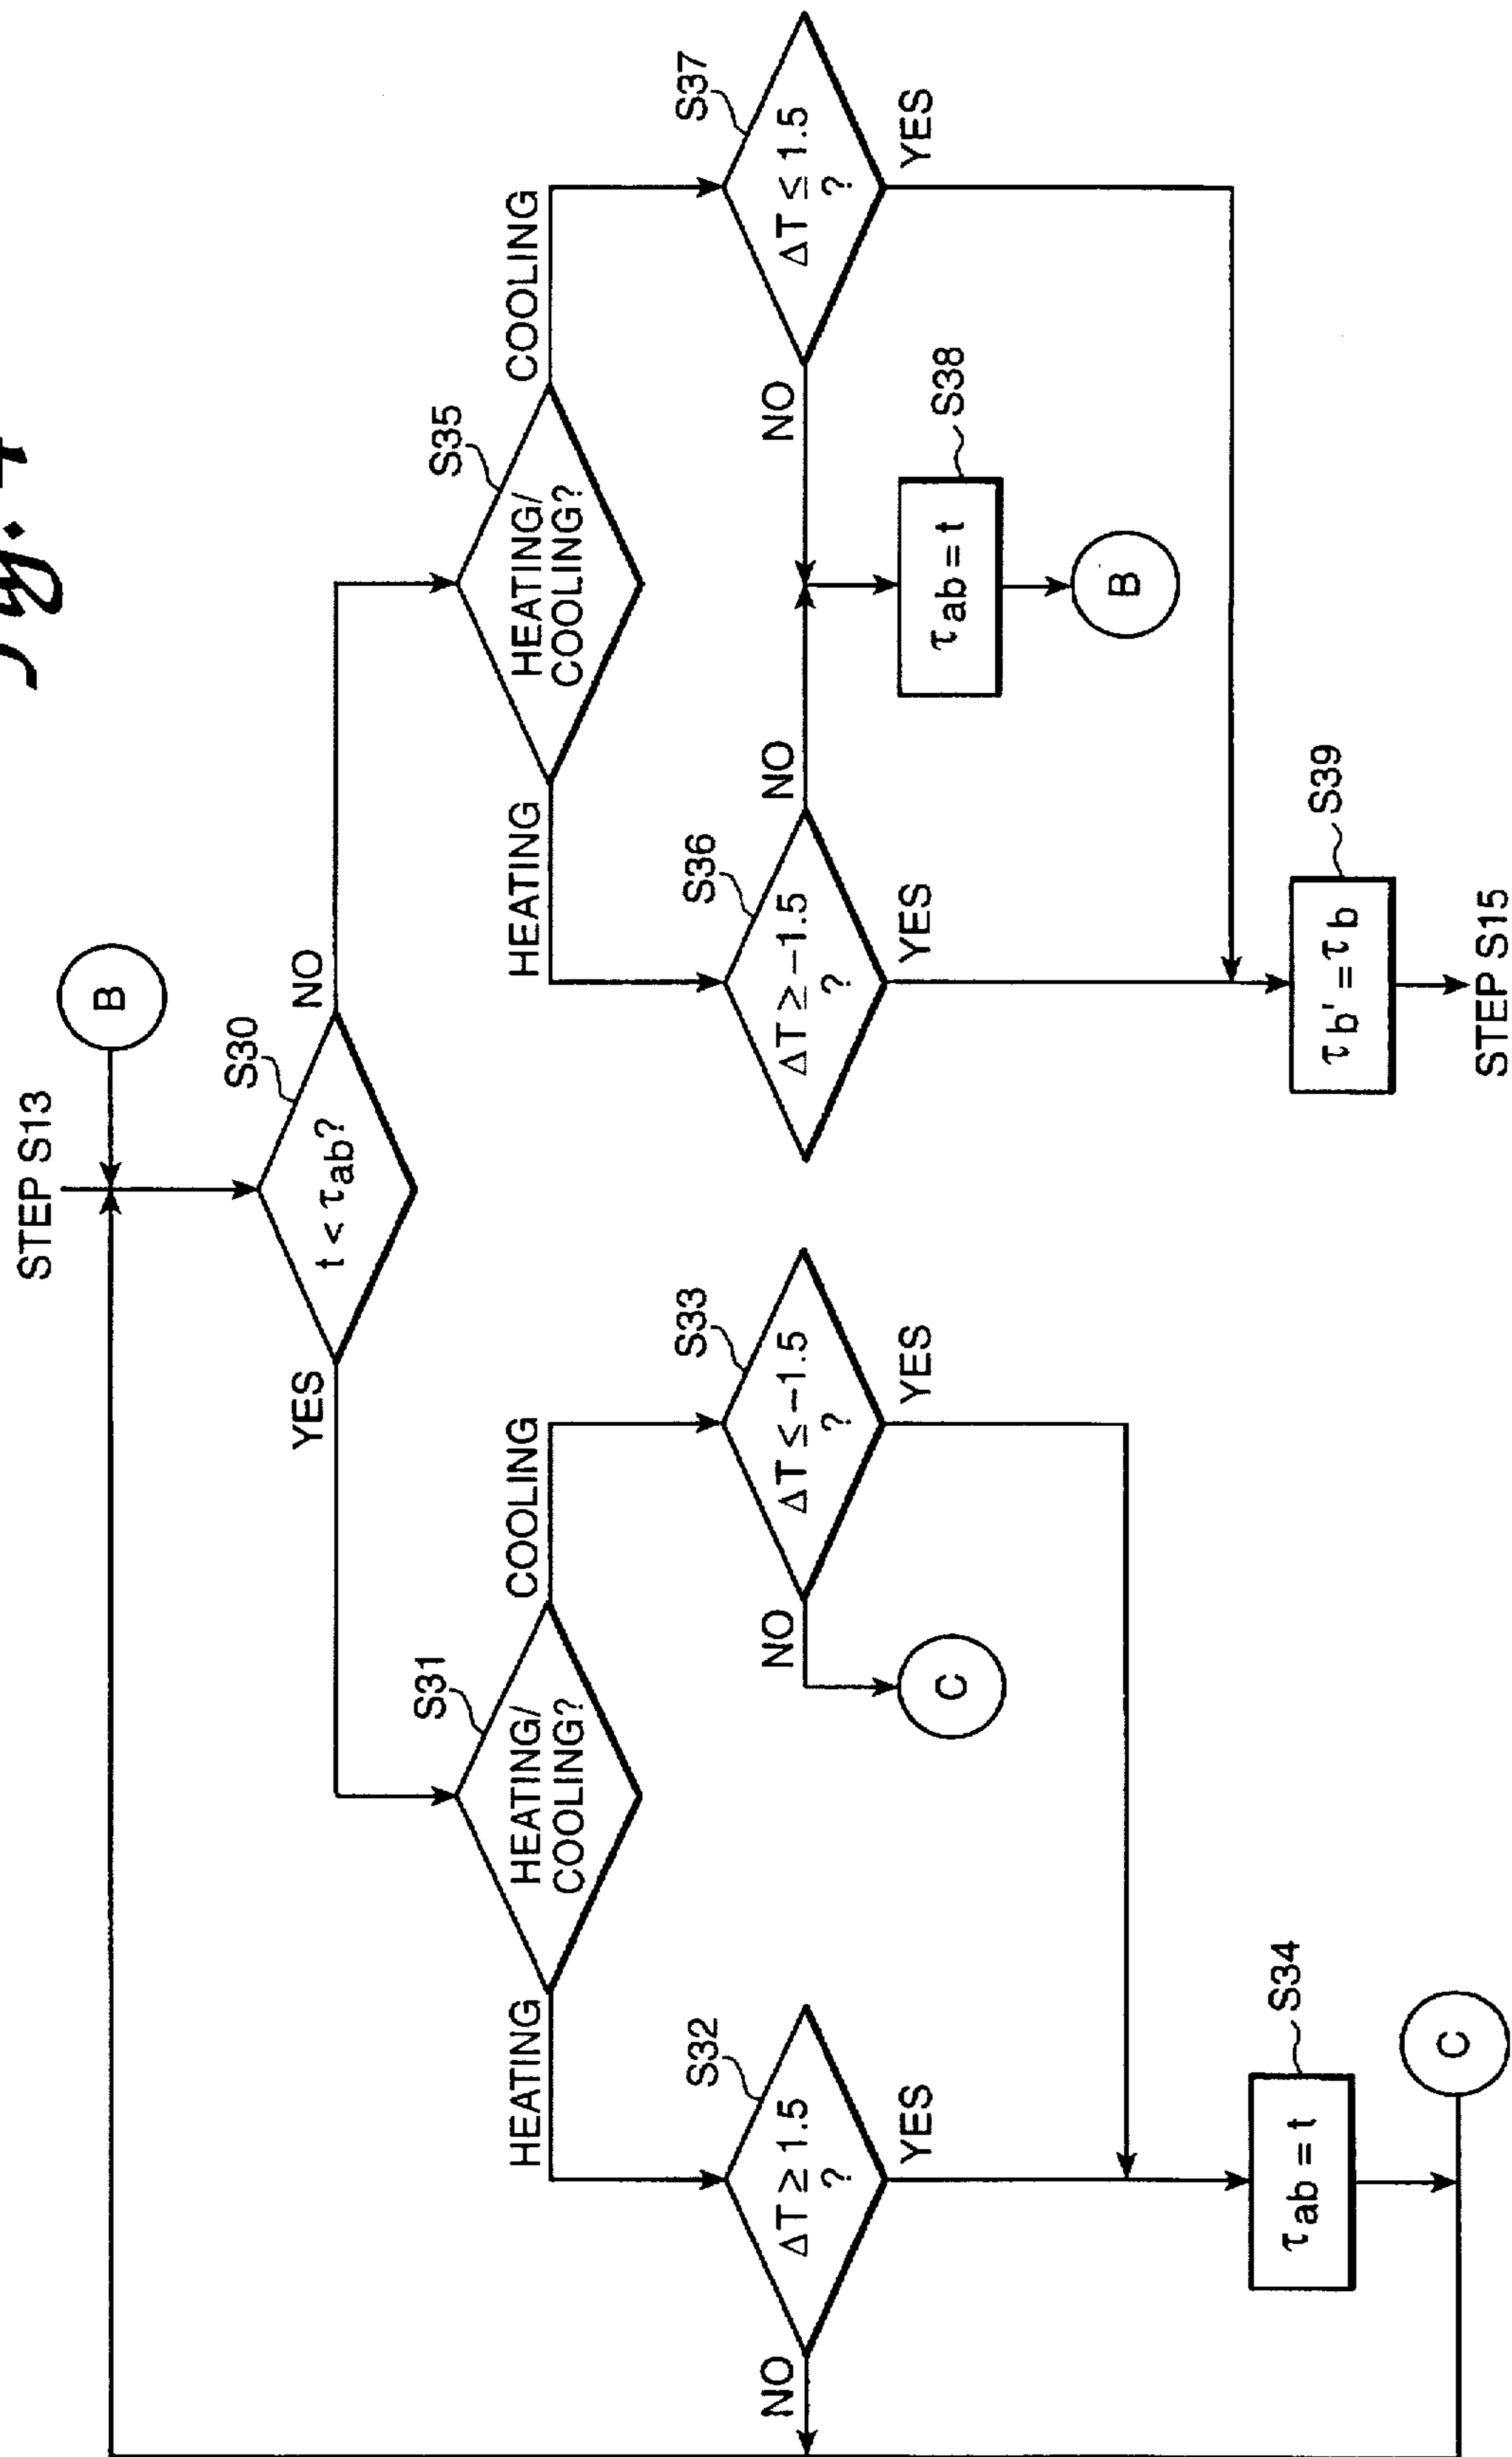 STEP S13
B
S30
t < τab?
YES
NO
S31
HEATING/
COOLING?
HEATING
COOLING
S35
HEATING/
COOLING?
HEATING
COOLING
S32
ΔT ≥ 1.5
?
NO
YES
S33
ΔT ≤ −1.5
?
NO
YES
C
S36
ΔT ≥ −1.5
?
NO
YES
S37
ΔT ≤ 1.5
?
NO
YES
S38
τab = t
B
S34
τab = t
C
S39
τb' = τb
STEP S15